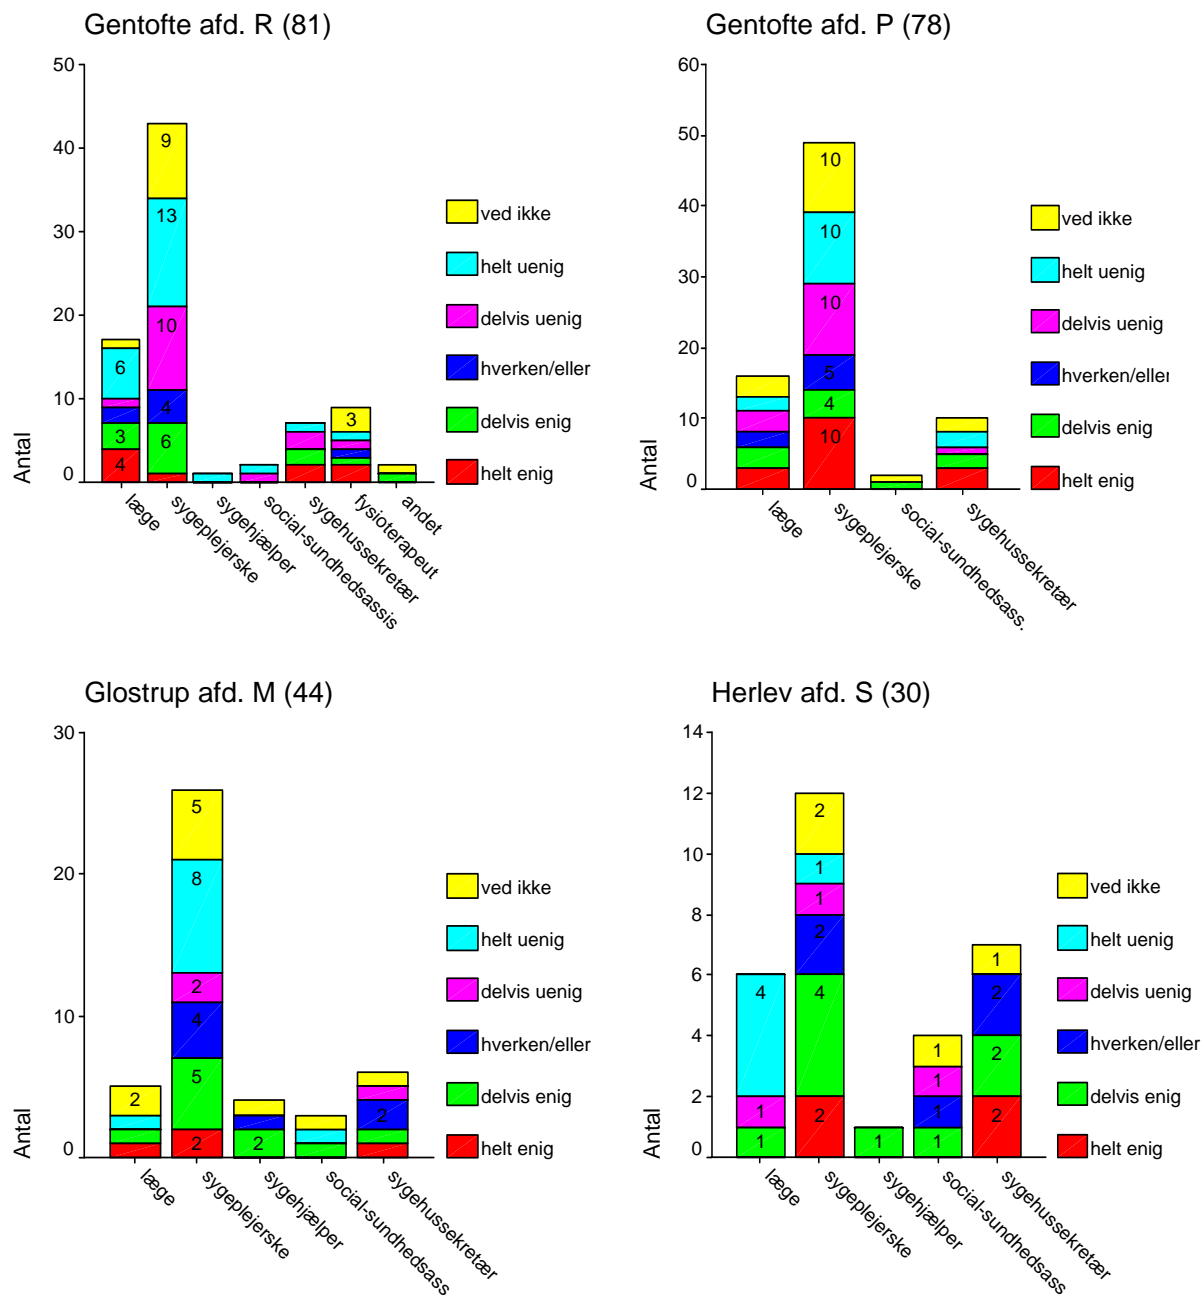 Gentofte afd. R (81)
50
40
30
20
10
0
Antal
9
13
10
4
6
6
3
4
3
læge
sygeplejerske
sygehjælper
social-sundhedsassis
sygehussekretær
fysioterapeut
andet
ved ikke
helt uenig
delvis uenig
hverken/eller
delvis enig
helt enig
Gentofte afd. P (78)
60
50
40
30
20
10
0
Antal
10
10
10
5
4
10
læge
sygeplejerske
social-sundhedsass.
sygehussekretær
ved ikke
helt uenig
delvis uenig
hverken/eller
delvis enig
helt enig
Glostrup afd. M (44)
30
20
10
0
Antal
5
8
2
4
5
2
2
2
2
læge
sygeplejerske
sygehjælper
social-sundhedsass
sygehussekretær
ved ikke
helt uenig
delvis uenig
hverken/eller
delvis enig
helt enig
Herlev afd. S (30)
14
12
10
8
6
4
2
0
Antal
4
1
1
2
1
1
2
4
2
1
1
1
1
1
1
2
2
2
læge
sygeplejerske
sygehjælper
social-sundhedsass
sygehussekretær
ved ikke
helt uenig
delvis uenig
hverken/eller
delvis enig
helt enig